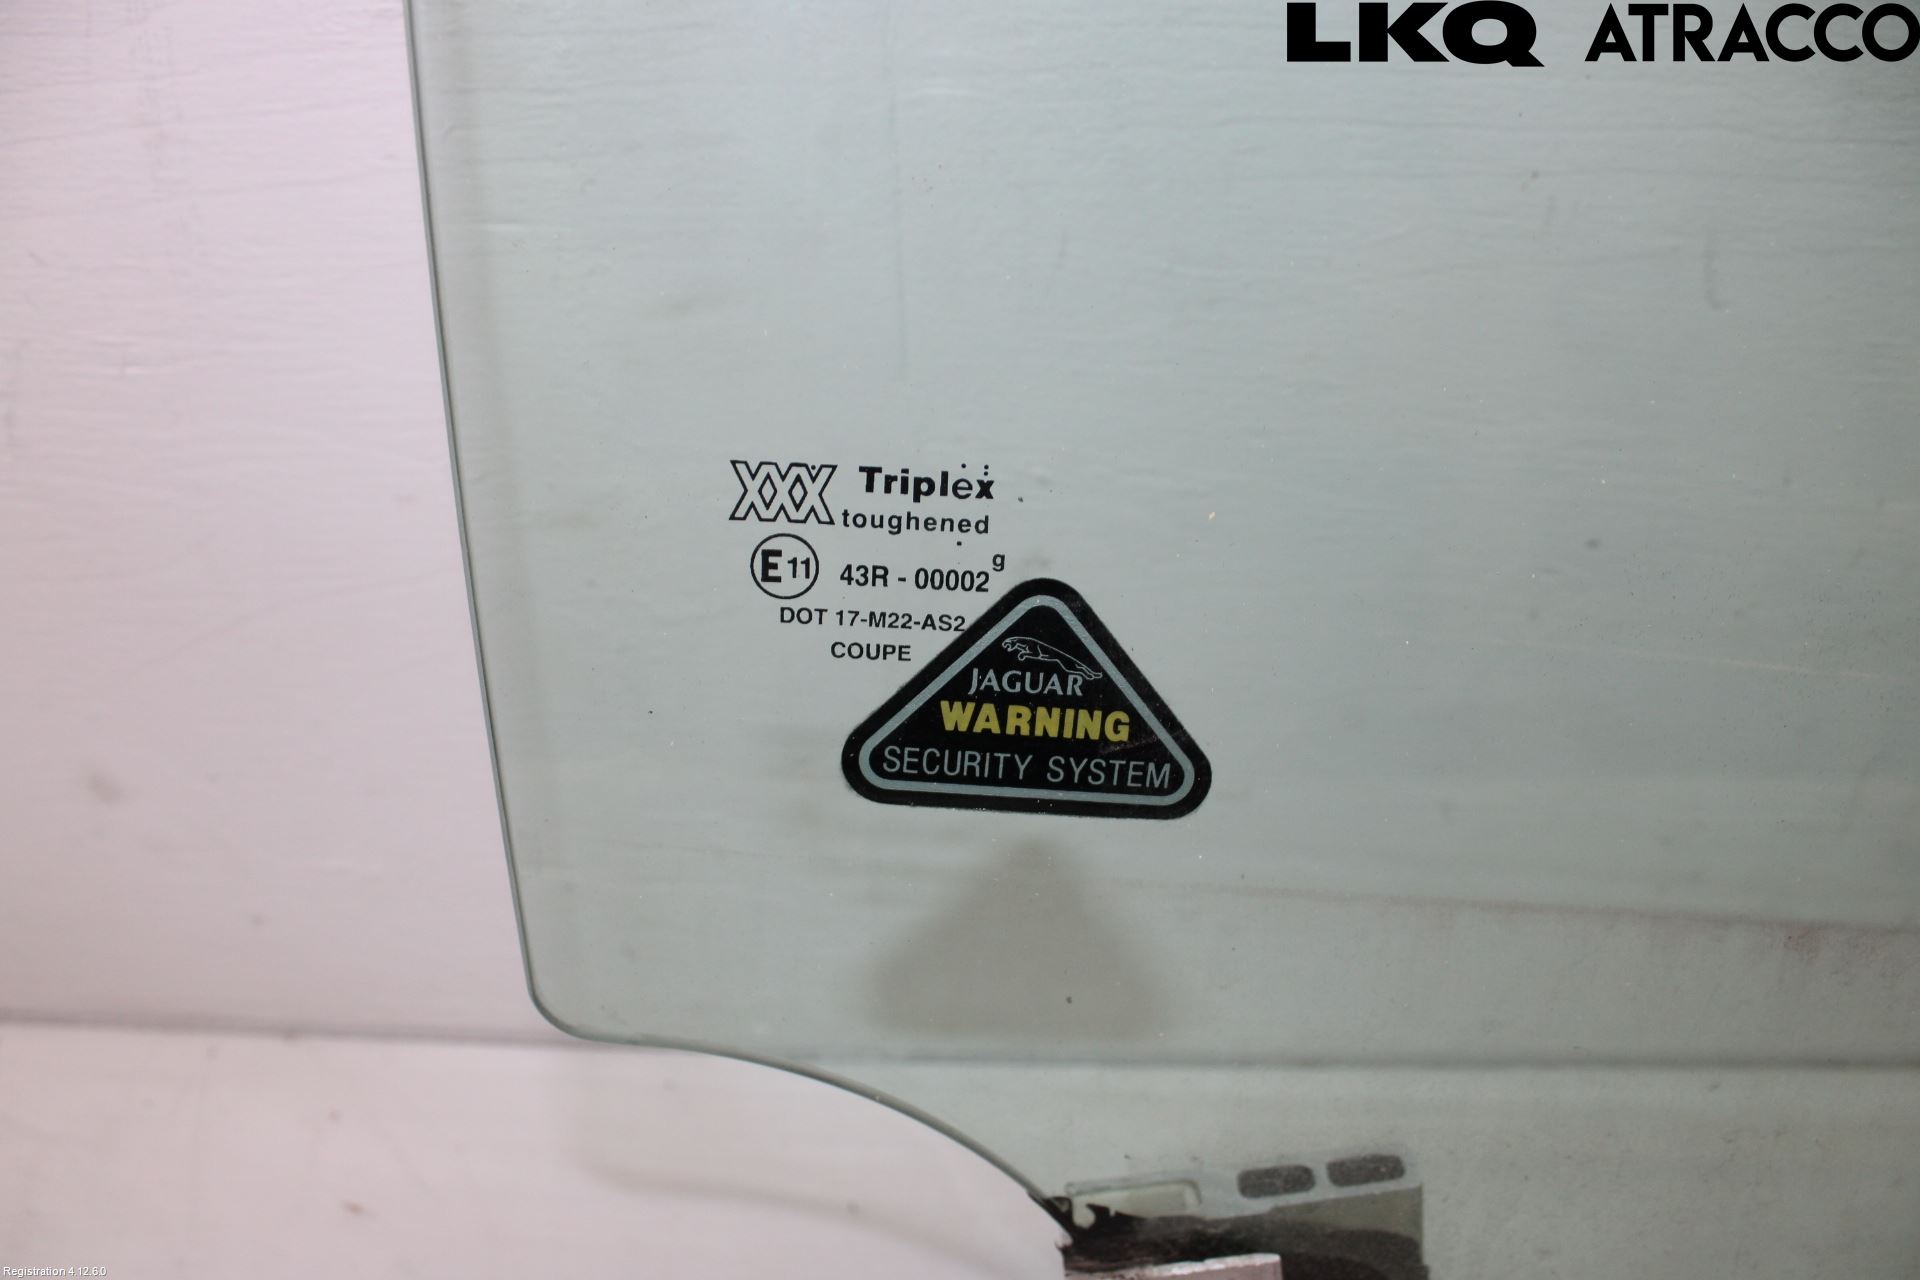 LKQ ATRACCO
XXX Triplex
toughened
E11 43R - 00002 g
DOT 17-M22-AS2
COUPE
JAGUAR
WARNING
SECURITY SYSTEM
Registration 4.12.6.0